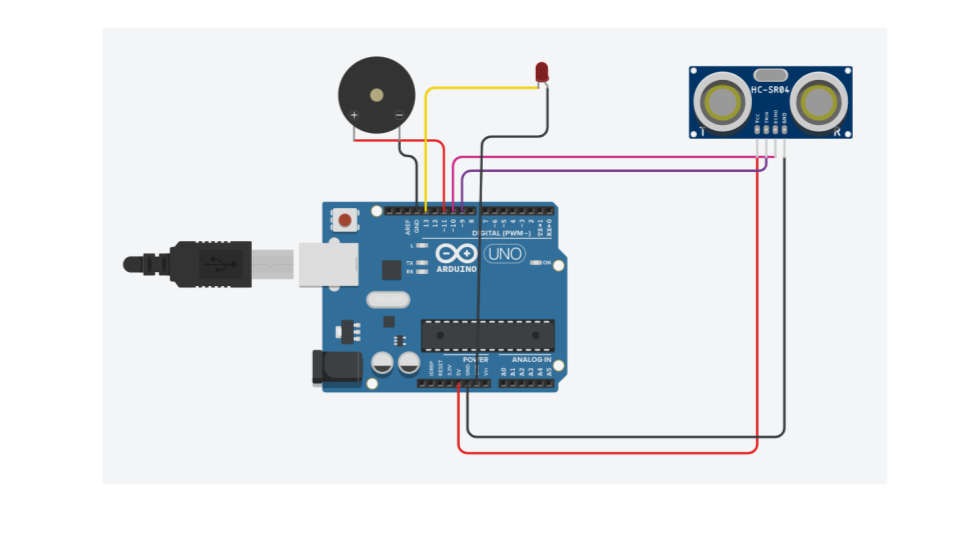 HC-SR04
VCC
TRIG
ECHO
GND
T
R
+
−
AREF
GND
13
12
~11
~10
~9
8
7
~6
~5
4
~3
2
TX→1
RX←0
DIGITAL (PWM~)
L
TX
RX
ARDUINO
UNO
ON
POWER
ANALOG IN
IOREF
RESET
3.3V
5V
GND
Vin
A0
A1
A2
A3
A4
A5